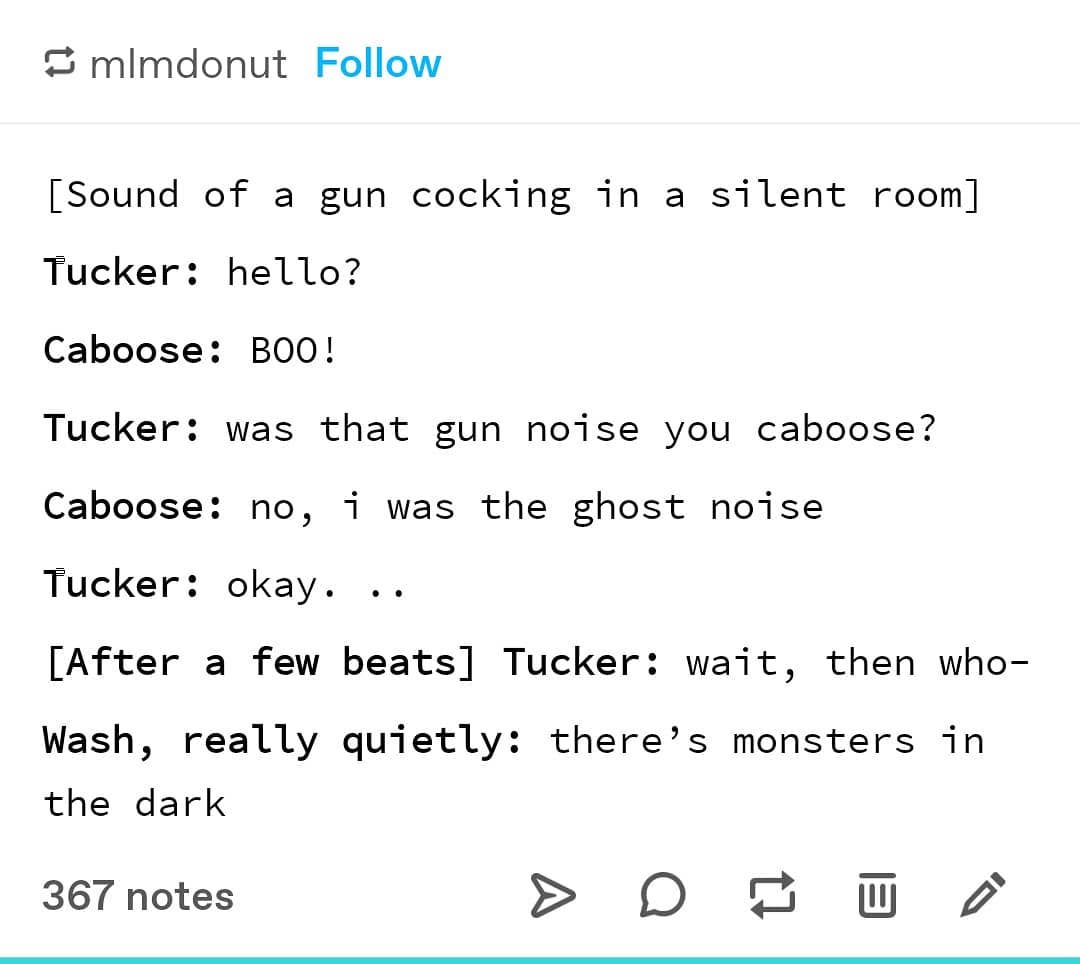 mlmdonut Follow
[Sound of a gun cocking in a silent room]
Tucker: hello?
Caboose: BOO!
Tucker: was that gun noise you caboose?
Caboose: no, i was the ghost noise
Tucker: okay. ..
[After a few beats] Tucker: wait, then who-
Wash, really quietly: there’s monsters in
the dark
367 notes